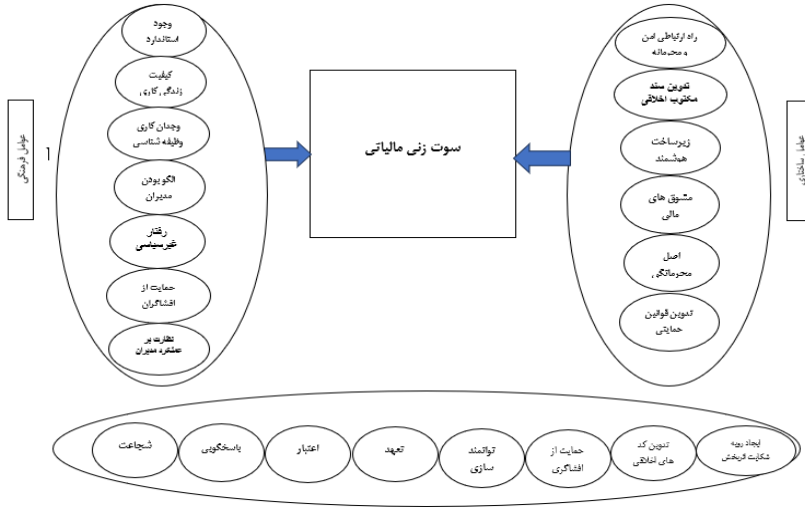 راه ارتباطی امن
و محرمانه
تدوین سند
مکتوب اخلاقی
زیرساخت
هوشمند
مشوق های
مالی
اصل
محرمانگی
تدوین قوانین
حمایتی
عوامل ساختاری
سوت زنی مالیاتی
وجود
استاندارد
کیفیت
زندگی کاری
وجدان کاری
وظیفه شناسی
الگو بودن
مدیران
رفتار
غیرسیاسی
حمایت از
افشاگران
نظارت بر
عملکرد مدیران
عوامل فرهنگی
ایجاد رویه
شکایت اثربخش
تدوین کد
های اخلاقی
حمایت از
افشاگری
توانمند
سازی
تعهد
اعتبار
پاسخگویی
شجاعت